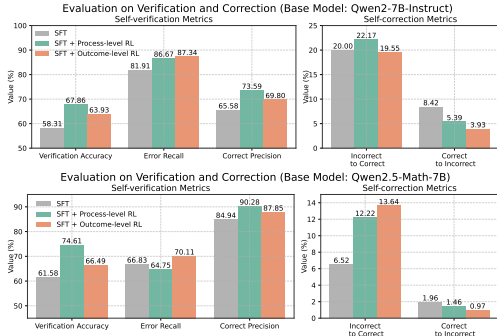 Evaluation on Verification and Correction (Base Model: Qwen2-7B-Instruct)
Self-verification Metrics
Value (%)
100
90
80
70
60
50
SFT
SFT + Process-level RL
SFT + Outcome-level RL
58.31
67.86
63.93
81.91
86.67
87.34
65.58
73.59
69.80
Verification Accuracy
Error Recall
Correct Precision
Self-correction Metrics
Value (%)
25
20
15
10
5
0
20.00
22.17
19.55
8.42
5.39
3.93
Incorrect
to Correct
Correct
to Incorrect
Evaluation on Verification and Correction (Base Model: Qwen2.5-Math-7B)
Self-verification Metrics
Value (%)
90
80
70
60
50
SFT
SFT + Process-level RL
SFT + Outcome-level RL
61.58
74.61
66.49
66.83
64.75
70.11
84.94
90.28
87.85
Verification Accuracy
Error Recall
Correct Precision
Self-correction Metrics
Value (%)
14
12
10
8
6
4
2
0
6.52
12.22
13.64
1.96
1.46
0.97
Incorrect
to Correct
Correct
to Incorrect